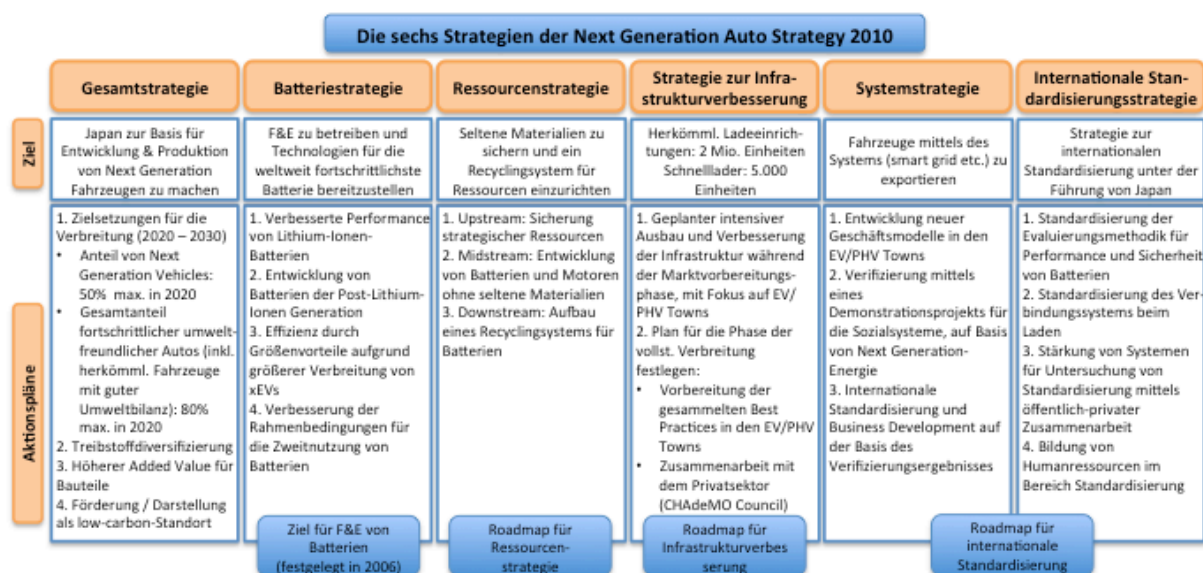 Die sechs Strategien der Next Generation Auto Strategy 2010
Gesamtstrategie
Batteriestrategie
Ressourcenstrategie
Strategie zur Infra-
strukturverbesserung
Systemstrategie
Internationale Stan-
dardisierungsstrategie
Ziel
Japan zur Basis für
Entwicklung & Produktion
von Next Generation
Fahrzeugen zu machen
F&E zu betreiben und
Technologien für die
weltweit fortschrittlichste
Batterie bereitzustellen
Seltene Materialien zu
sichern und ein
Recyclingsystem für
Ressourcen einzurichten
Herkömml. Ladeeinrich-
tungen: 2 Mio. Einheiten
Schnelllader: 5.000
Einheiten
Fahrzeuge mittels des
Systems (smart grid etc.) zu
exportieren
Strategie zur
internationalen
Standardisierung unter der
Führung von Japan
Aktionspläne
1. Zielsetzungen für die
Verbreitung (2020 – 2030)
• Anteil von Next
Generation Vehicles:
50% max. in 2020
• Gesamtanteil
fortschrittlicher umwelt-
freundlicher Autos (inkl.
herkömml. Fahrzeuge
mit guter
Umweltbilanz): 80%
max. in 2020
2. Treibstoffdiversifizierung
3. Höherer Added Value für
Bauteile
4. Förderung / Darstellung
als low-carbon-Standort
1. Verbesserte Performance
von Lithium-Ionen-
Batterien
2. Entwicklung von
Batterien der Post-Lithium-
Ionen Generation
3. Effizienz durch
Größenvorteile aufgrund
größerer Verbreitung von
xEVs
4. Verbesserung der
Rahmenbedingungen für
die Zweitnutzung von
Batterien
1. Upstream: Sicherung
strategischer Ressourcen
2. Midstream: Entwicklung
von Batterien und Motoren
ohne seltene Materialien
3. Downstream: Aufbau
eines Recyclingsystems für
Batterien
1. Geplanter intensiver
Ausbau und Verbesserung
der Infrastruktur während
der Marktvorbereitungs-
phase, mit Fokus auf EV/
PHV Towns
2. Plan für die Phase der
vollst. Verbreitung
festlegen:
• Vorbereitung der
gesammelten Best
Practices in den EV/PHV
Towns
• Zusammenarbeit mit
dem Privatsektor
(CHAdeMO Council)
1. Entwicklung neuer
Geschäftsmodelle in den
EV/PHV Towns
2. Verifizierung mittels
eines
Demonstrationsprojekts für
die Sozialsysteme, auf Basis
von Next Generation-
Energie
3. Internationale
Standardisierung und
Business Development auf
der Basis des
Verifizierungsergebnisses
1. Standardisierung der
Evaluierungsmethodik für
Performance und Sicherheit
von Batterien
2. Standardisierung des Ver-
bindungssystems beim
Laden
3. Stärkung von Systemen
für Untersuchung von
Standardisierung mittels
öffentlich-privater
Zusammenarbeit
4. Bildung von
Humanressourcen im
Bereich Standardisierung
Ziel für F&E von
Batterien
(festgelegt in 2006)
Roadmap für
Ressourcen-
strategie
Roadmap für
Infrastrukturverbes
serung
Roadmap für
internationale
Standardisierung